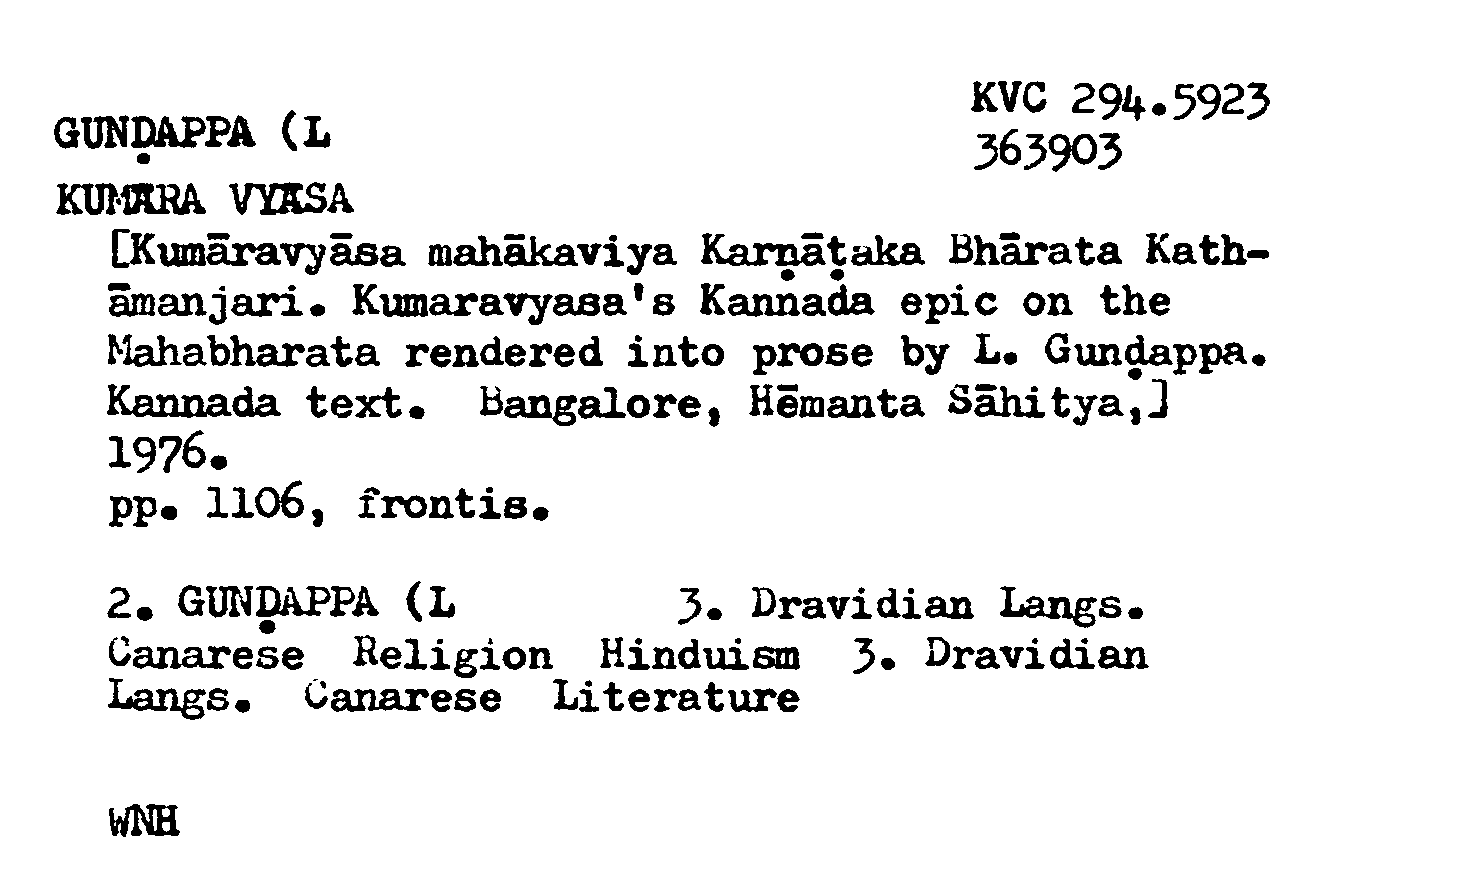 KVC 294.5923
GUNḌAPPA (L
363903
KUMĀRA VYĀSA
[Kumāravyāsa mahākaviya Karṇāṭaka Bhārata Kath-
āmanjari. Kumaravyasa's Kannada epic on the
Mahabharata rendered into prose by L. Gunḍappa.
Kannada text. Bangalore, Hēmanta Sāhitya,]
1976.
pp. 1106, frontis.
2. GUNḌAPPA (L 3. Dravidian Langs.
Canarese Religion Hinduism 3. Dravidian
Langs. Canarese Literature
WNH